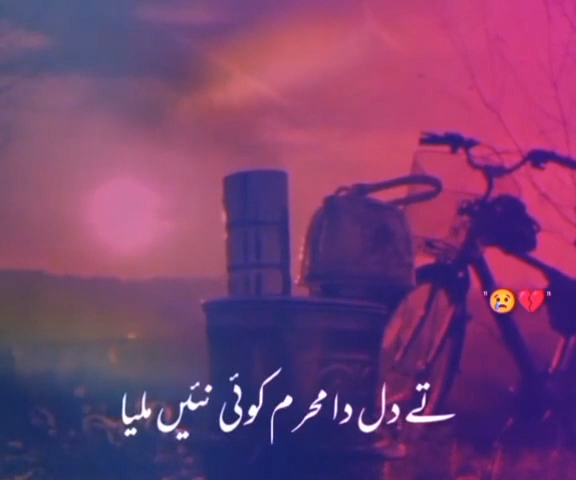 "😢💔"
تے دل دا محرم کوئی نئیں ملیا